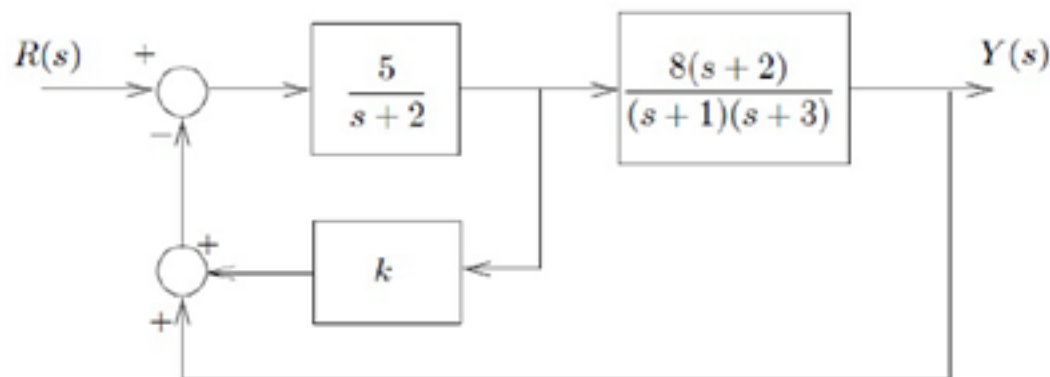 R(s)
+
5
s + 2
8(s + 2)
(s + 1)(s + 3)
Y(s)
−
+
k
+